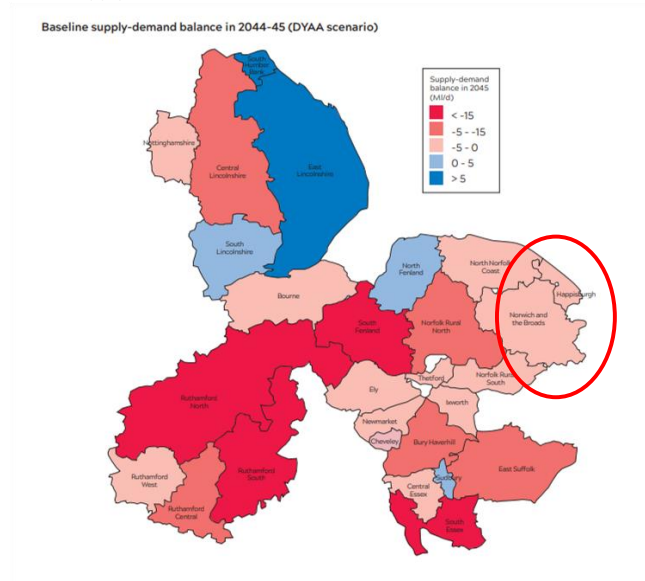 Baseline supply-demand balance in 2044-45 (DYAA scenario)
Supply-demand
balance in 2045
(Ml/d)
< -15
-5 - -15
-5 - 0
0 - 5
> 5
South
Humber
Bank
Nottinghamshire
Central
Lincolnshire
East
Lincolnshire
South
Lincolnshire
North
Fenland
North Norfolk
Coast
Happisburgh
Norwich and
the Broads
Bourne
South
Fenland
Norfolk Rural
North
Ruthamford
North
Ely
Thetford
Norfolk Rural
South
Newmarket
Ixworth
Cheveley
Bury Haverhill
Ruthamford
West
Ruthamford
South
Ruthamford
Central
Sudbury
East Suffolk
Central
Essex
South
Essex